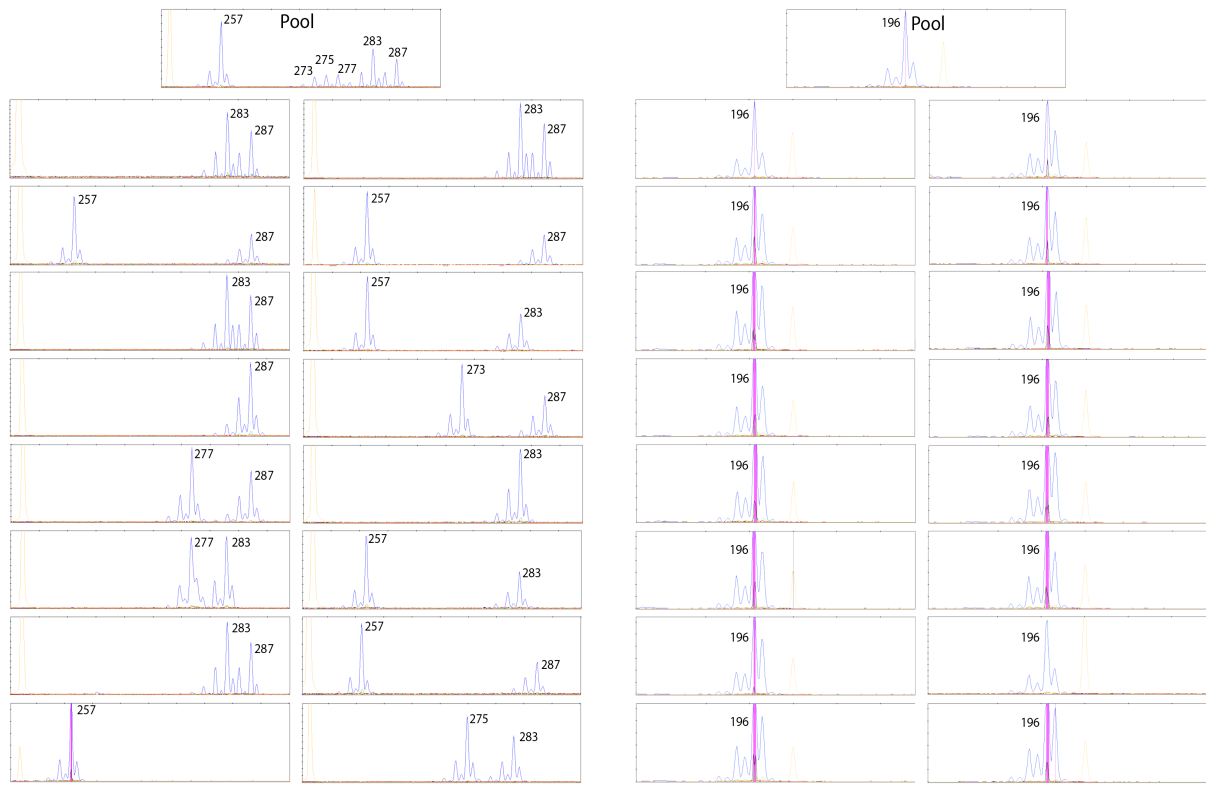 257 Pool 283 287
273 275 277
196 Pool
283 287 283 287 196 196
257 287 257 287 196 196
283 287 257 283 196 196
287 273 287 196 196
277 287 283 196 196
277 283 257 283 196 196
283 287 257 287 196 196
257 275 283 196 196